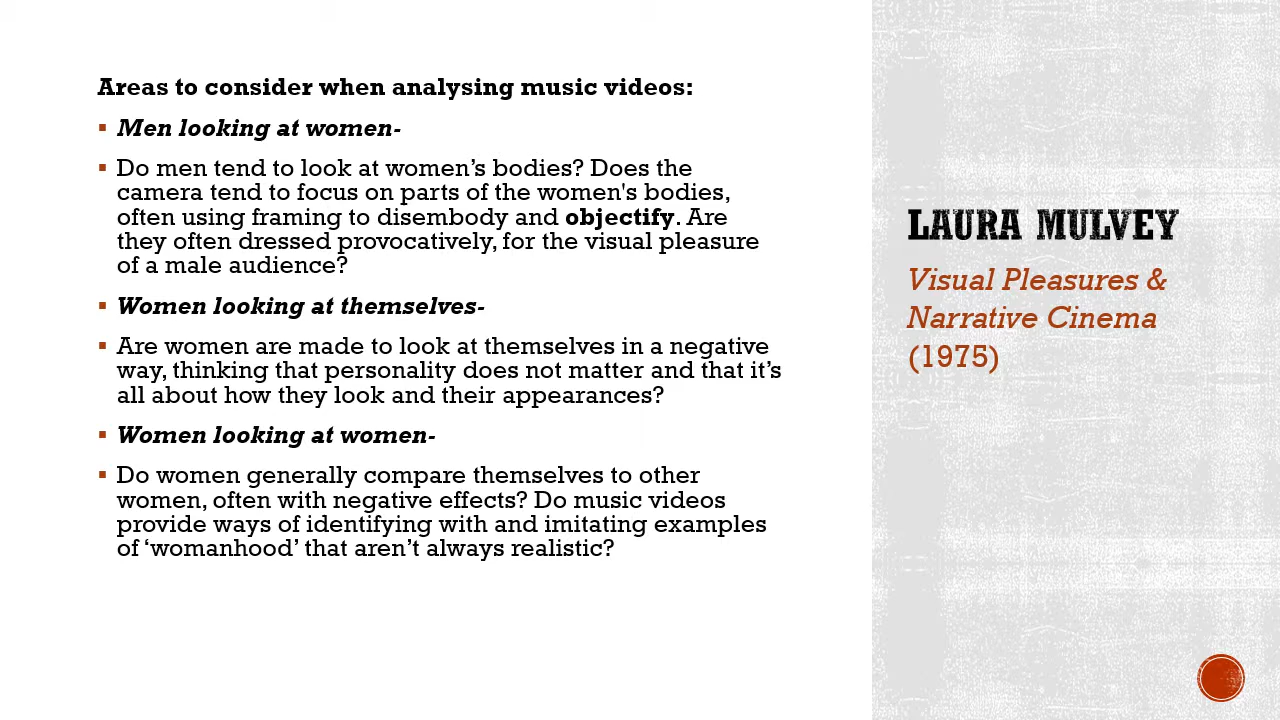 Areas to consider when analysing music videos:
▪ Men looking at women-
▪ Do men tend to look at women’s bodies? Does the
camera tend to focus on parts of the women's bodies,
often using framing to disembody and objectify. Are
they often dressed provocatively, for the visual pleasure
of a male audience?
▪ Women looking at themselves-
▪ Are women are made to look at themselves in a negative
way, thinking that personality does not matter and that it’s
all about how they look and their appearances?
▪ Women looking at women-
▪ Do women generally compare themselves to other
women, often with negative effects? Do music videos
provide ways of identifying with and imitating examples
of ‘womanhood’ that aren’t always realistic?
LAURA MULVEY
Visual Pleasures &
Narrative Cinema
(1975)